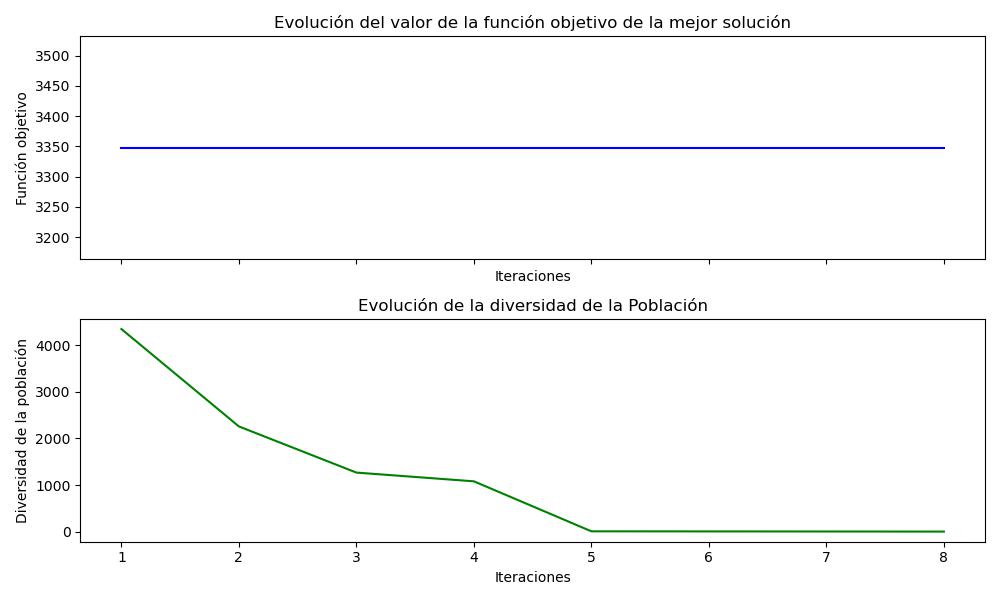 Evolución del valor de la función objetivo de la mejor solución
Función objetivo
3500
3450
3400
3350
3300
3250
3200
Iteraciones
Evolución de la diversidad de la Población
Diversidad de la población
4000
3000
2000
1000
0
1 2 3 4 5 6 7 8
Iteraciones